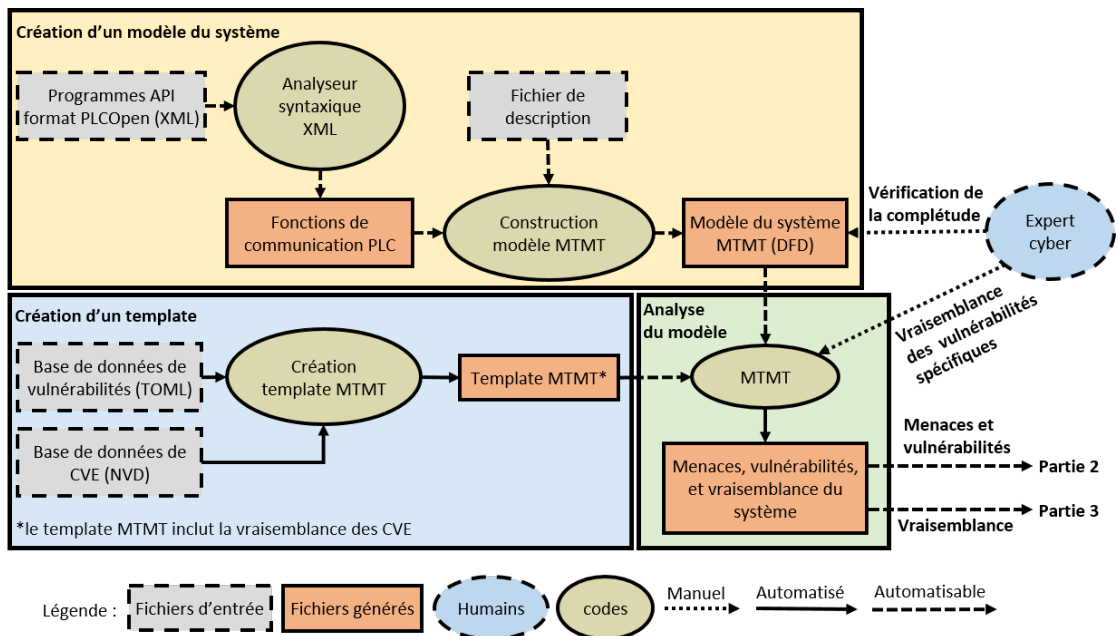 Création d’un modèle du système
Programmes API
format PLCOpen (XML)
Analyseur
syntaxique
XML
Fichier de
description
Fonctions de
communication PLC
Construction
modèle MTMT
Modèle du système
MTMT (DFD)
Vérification de
la complétude
Expert
cyber
Vraisemblance
des vulnérabilités
spécifiques
Création d’un template
Base de données de
vulnérabilités (TOML)
Création
template MTMT
Template MTMT*
Base de données de
CVE (NVD)
*le template MTMT inclut la vraisemblance des CVE
Analyse
du modèle
MTMT
Menaces, vulnérabilités,
et vraisemblance du
système
Menaces et
vulnérabilités
Partie 2
Partie 3
Vraisemblance
Légende :
Fichiers d’entrée
Fichiers générés
Humains
codes
Manuel
Automatisé
Automatisable